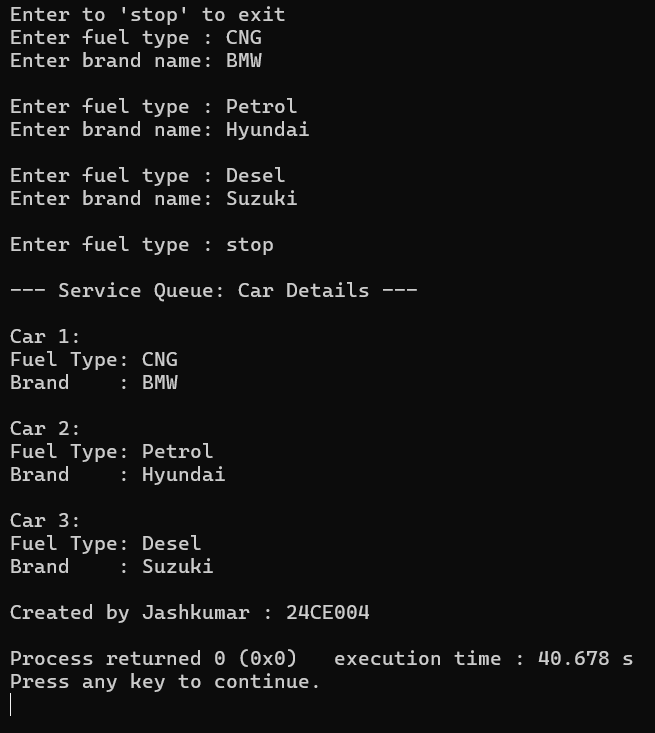 Enter to 'stop' to exit
Enter fuel type : CNG
Enter brand name: BMW
Enter fuel type : Petrol
Enter brand name: Hyundai
Enter fuel type : Desel
Enter brand name: Suzuki
Enter fuel type : stop
--- Service Queue: Car Details ---
Car 1:
Fuel Type: CNG
Brand    : BMW
Car 2:
Fuel Type: Petrol
Brand    : Hyundai
Car 3:
Fuel Type: Desel
Brand    : Suzuki
Created by Jashkumar : 24CE004
Process returned 0 (0x0)   execution time : 40.678 s
Press any key to continue.